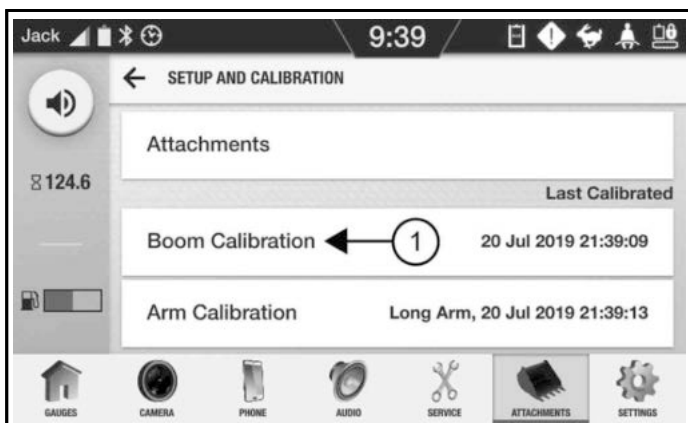 Jack 9:39
SETUP AND CALIBRATION
Attachments
124.6
Last Calibrated
Boom Calibration 1 20 Jul 2019 21:39:09
Arm Calibration Long Arm, 20 Jul 2019 21:39:13
GAUGES CAMERA PHONE AUDIO SERVICE ATTACHMENTS SETTINGS